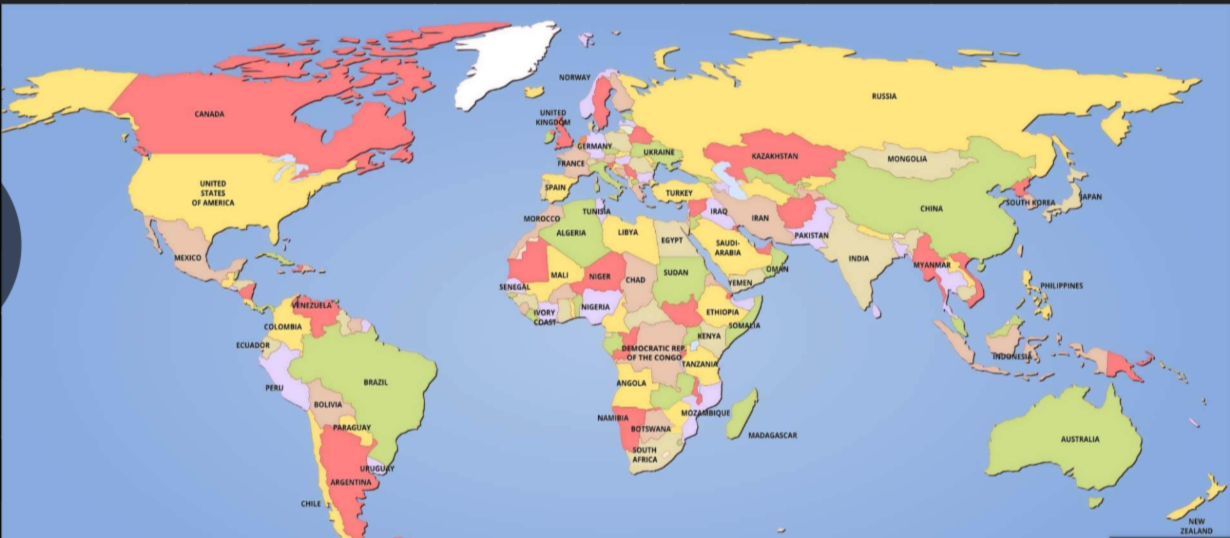 CANADA
UNITED
STATES
OF AMERICA
MEXICO
VENEZUELA
COLOMBIA
ECUADOR
PERU
BRAZIL
BOLIVIA
PARAGUAY
URUGUAY
ARGENTINA
CHILE
NORWAY
UNITED
KINGDOM
GERMANY
FRANCE
SPAIN
UKRAINE
TURKEY
RUSSIA
KAZAKHSTAN
MONGOLIA
CHINA
SOUTH KOREA
JAPAN
MOROCCO
TUNISIA
ALGERIA
LIBYA
EGYPT
IRAQ
IRAN
SAUDI-
ARABIA
PAKISTAN
INDIA
OMAN
YEMEN
MYANMAR
PHILIPPINES
INDONESIA
SENEGAL
MALI
NIGER
CHAD
SUDAN
IVORY
COAST
NIGERIA
ETHIOPIA
SOMALIA
KENYA
DEMOCRATIC REP.
OF THE CONGO
TANZANIA
ANGOLA
NAMIBIA
BOTSWANA
MOZAMBIQUE
SOUTH
AFRICA
MADAGASCAR
AUSTRALIA
NEW
ZEALAND